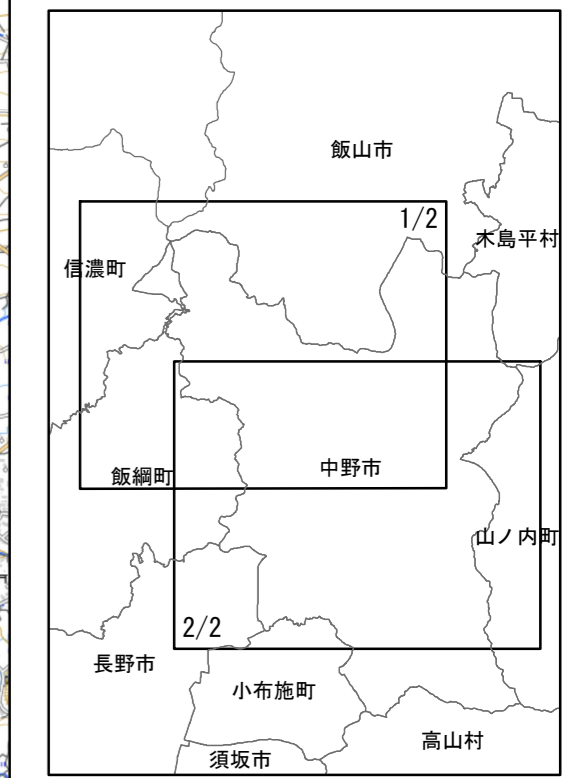 飯山市
1/2
木島平村
信濃町
中野市
飯綱町
山ノ内町
2/2
長野市
小布施町
高山村
須坂市